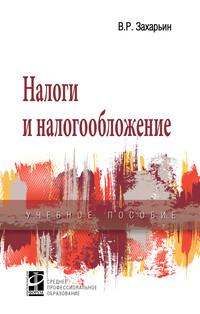 В.Р. Захарьин
Налоги
и налогообложение
УЧЕБНОЕ ПОСОБИЕ
СРЕДНЕЕ
ПРОФЕССИОНАЛЬНОЕ
ОБРАЗОВАНИЕ